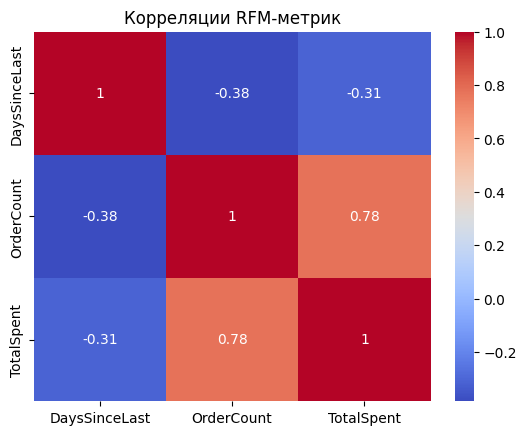 Корреляции RFM-метрик
DaysSinceLast
OrderCount
TotalSpent
1 -0.38 -0.31
-0.38 1 0.78
-0.31 0.78 1
DaysSinceLast OrderCount TotalSpent
1.0
0.8
0.6
0.4
0.2
0.0
−0.2